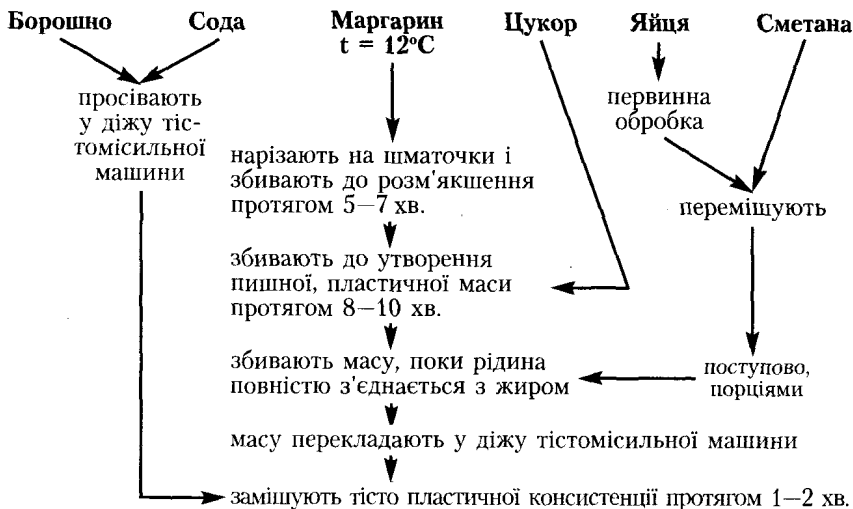 Борошно Сода Маргарин Цукор Яйця Сметана
t = 12°C
просівають
у діжу тіс-
томісильної
машини
первинна
обробка
нарізають на шматочки і
збивають до розм'якшення
протягом 5–7 хв.
перемішують
збивають до утворення
пишної, пластичної маси
протягом 8–10 хв.
збивають масу, поки рідина
повністю з'єднається з жиром
поступово,
порціями
масу перекладають у діжу тістомісильної машини
замішують тісто пластичної консистенції протягом 1–2 хв.